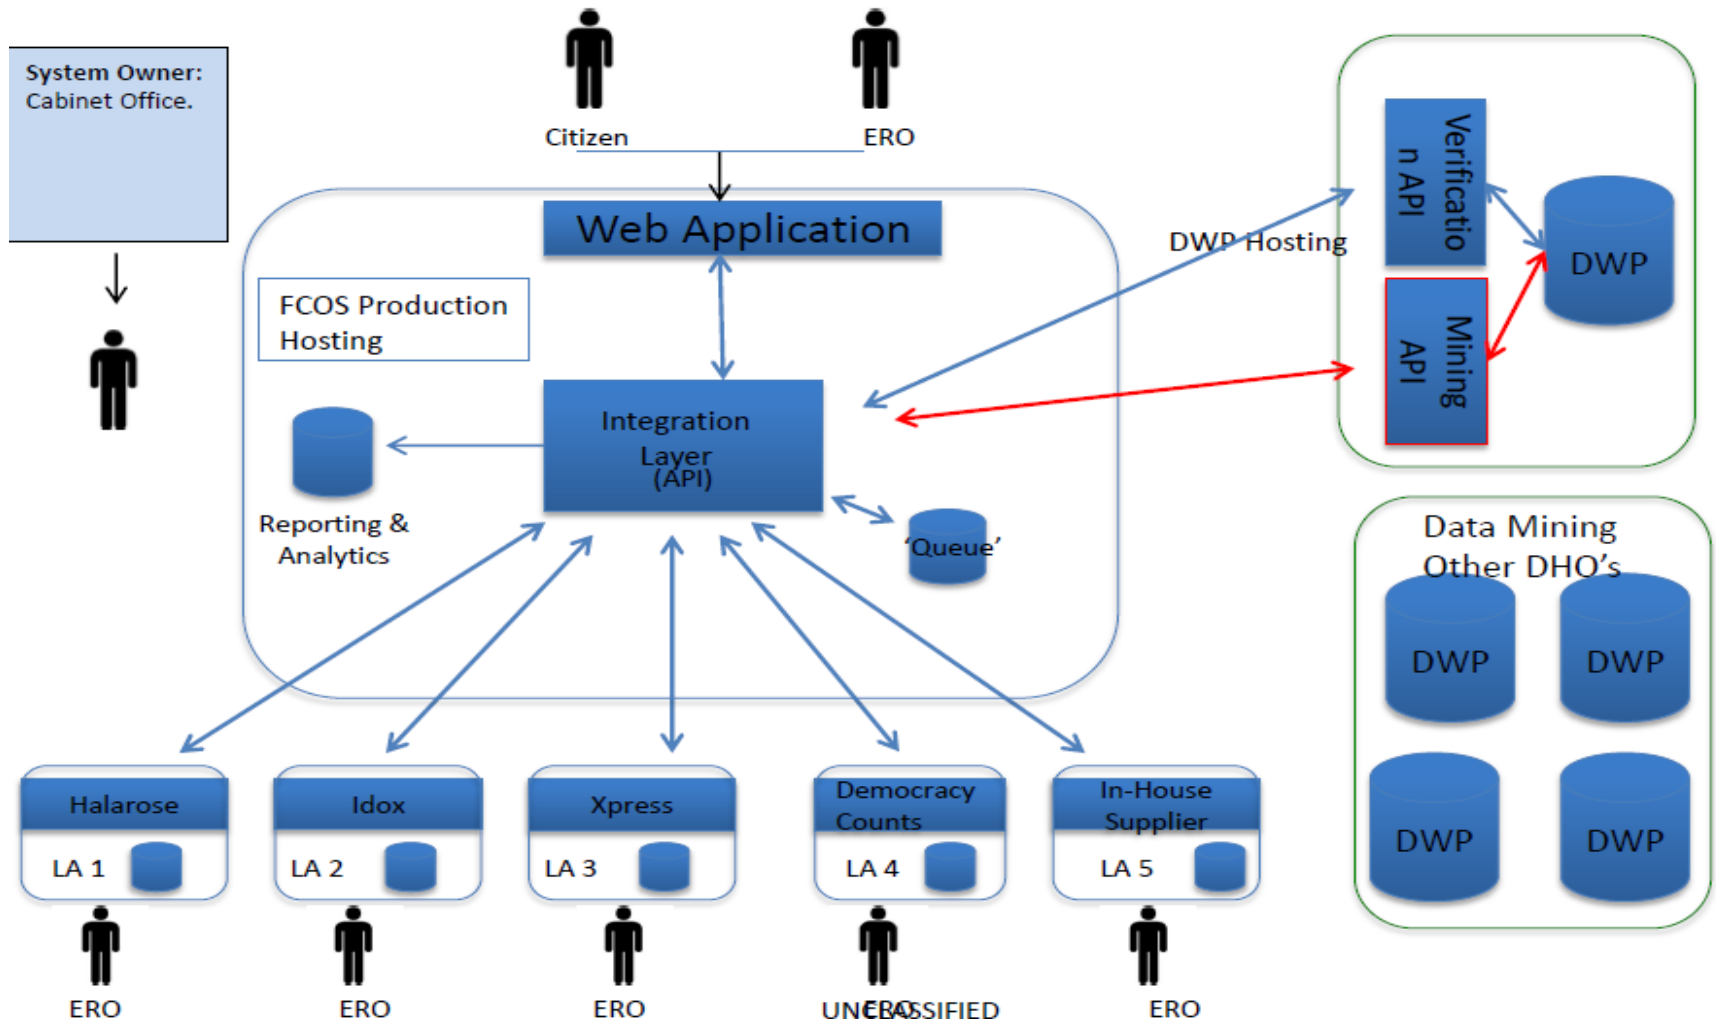 System Owner:
Cabinet Office.
Citizen
ERO
Web Application
FCOS Production
Hosting
Integration
Layer
(API)
Reporting &
Analytics
'Queue'
DWP Hosting
Verificatio
n API
Mining
API
DWP
Data Mining
Other DHO's
DWP
DWP
DWP
DWP
Halarose
LA 1
ERO
Idox
LA 2
ERO
Xpress
LA 3
ERO
Democracy
Counts
LA 4
ERO
UNCLASSIFIED
In-House
Supplier
LA 5
ERO